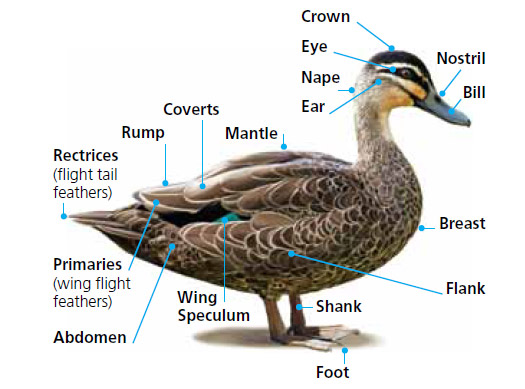 Crown
Eye
Nostril
Nape
Bill
Ear
Coverts
Rump
Mantle
Rectrices
(flight tail
feathers)
Breast
Primaries
(wing flight
feathers)
Flank
Wing
Speculum
Shank
Abdomen
Foot